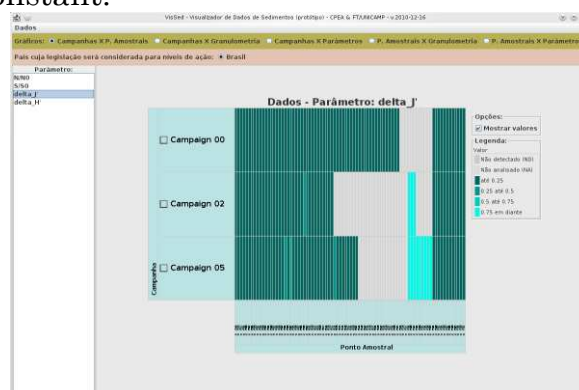 onstant.
VisSed - Visualizador de Dados de Sedimentos (protótipo) - CPEA & FT/UNICAMP - v.2010-12-16
Dados
Gráficos: Campanhas X P. Amostrais Campanhas X Granulometria Campanhas X Parâmetros P. Amostrais X Granulometria P. Amostrais X Parâmetro
País cuja legislação será considerada para níveis de ação: Brasil
Parâmetro:
N/N0
S/S0
delta_J'
delta_H'
Dados - Parâmetro: delta_J'
Campaign 00
Campaign 02
Campaign 05
Campanha
Ponto Amostral
Opções:
Mostrar valores
Legenda:
Valor
Não detectado (ND)
Não analisado (NA)
até 0.25
0.25 até 0.5
0.5 até 0.75
0.75 em diante